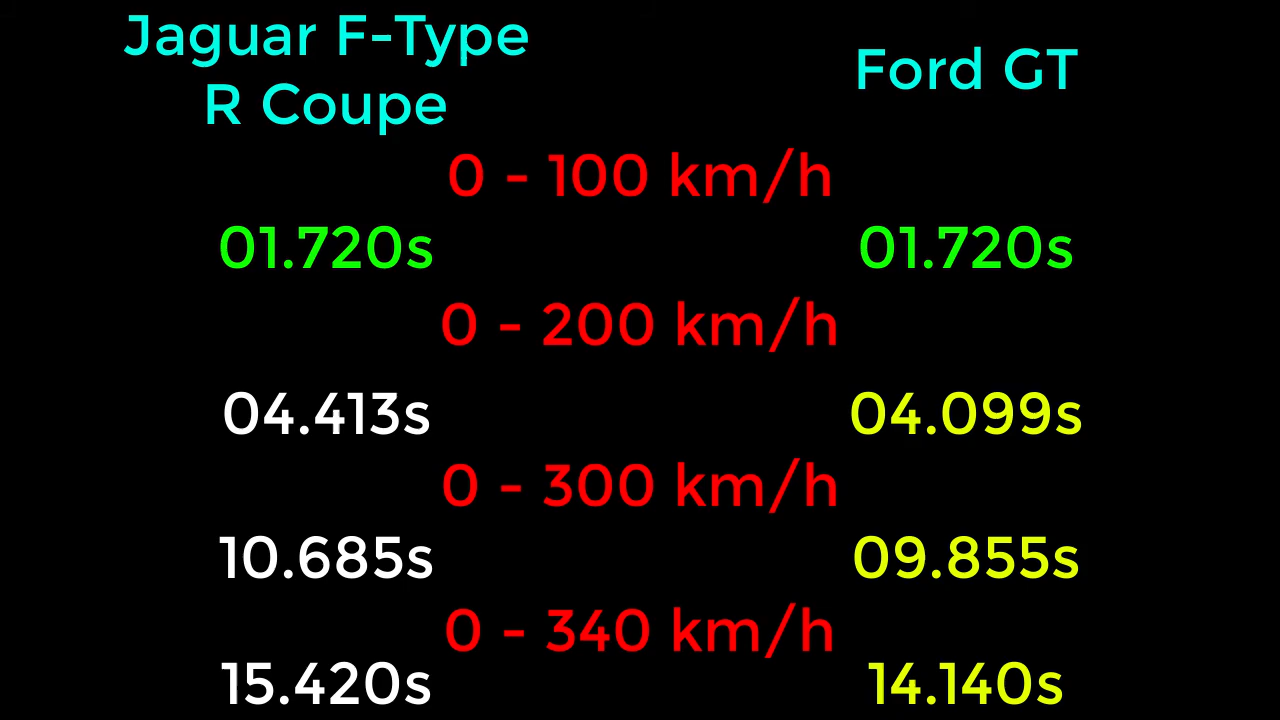 Jaguar F-Type
R Coupe
Ford GT
0 - 100 km/h
01.720s
01.720s
0 - 200 km/h
04.413s
04.099s
0 - 300 km/h
10.685s
09.855s
0 - 340 km/h
15.420s
14.140s